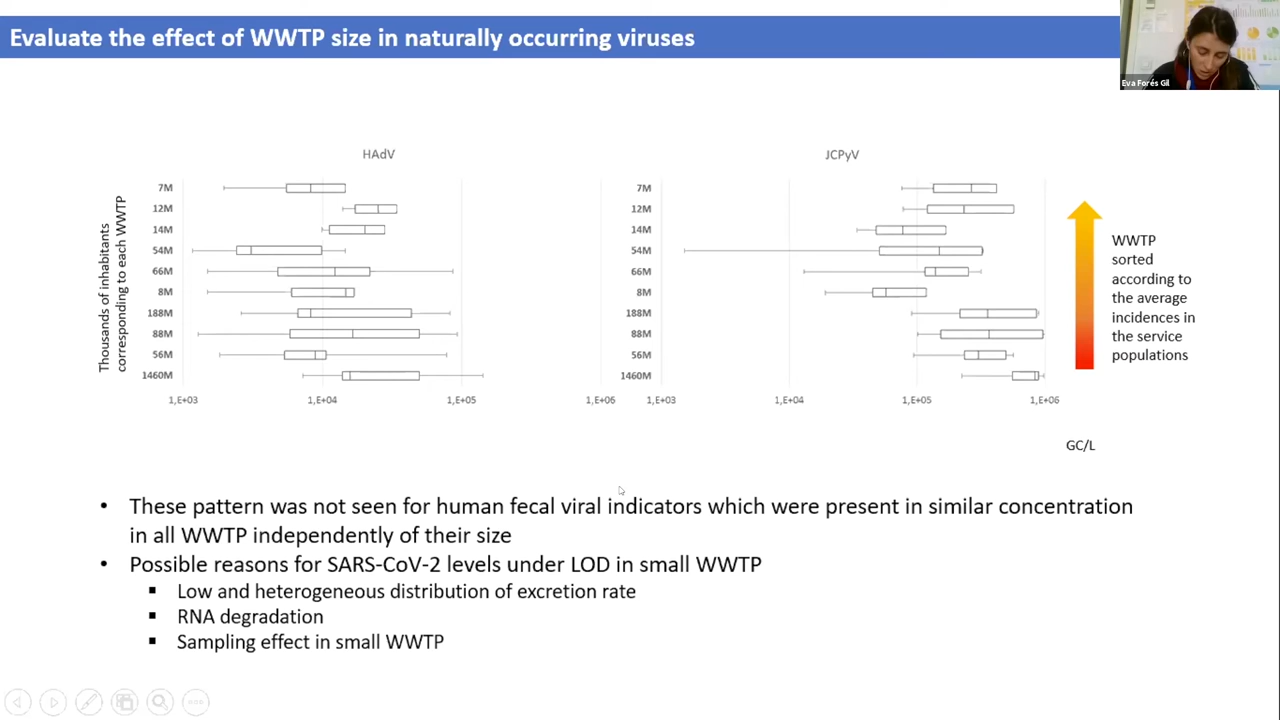 Evaluate the effect of WWTP size in naturally occurring viruses
Eva Forés Gil
HAdV
Thousands of inhabitants
corresponding to each WWTP
7M
12M
14M
54M
66M
8M
188M
88M
56M
1460M
1,E+03
1,E+04
1,E+05
1,E+06
JCPyV
7M
12M
14M
54M
66M
8M
188M
88M
56M
1460M
1,E+03
1,E+04
1,E+05
1,E+06
WWTP
sorted
according to
the average
incidences in
the service
populations
GC/L
• These pattern was not seen for human fecal viral indicators which were present in similar concentration
in all WWTP independently of their size
• Possible reasons for SARS-CoV-2 levels under LOD in small WWTP
▪ Low and heterogeneous distribution of excretion rate
▪ RNA degradation
▪ Sampling effect in small WWTP